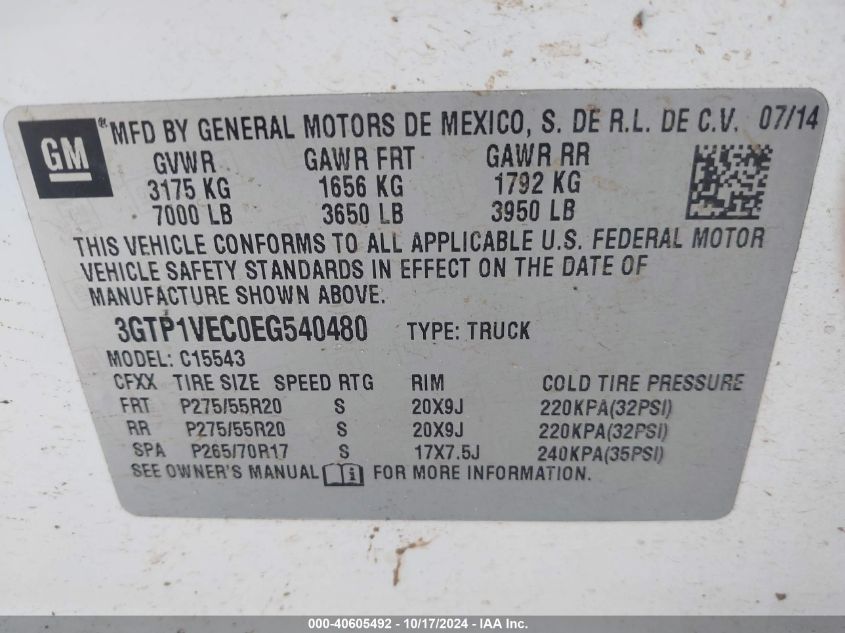 GM
® MFD BY GENERAL MOTORS DE MEXICO, S. DE R.L. DE C.V. 07/14
GVWR GAWR FRT GAWR RR
3175 KG 1656 KG 1792 KG
7000 LB 3650 LB 3950 LB
THIS VEHICLE CONFORMS TO ALL APPLICABLE U.S. FEDERAL MOTOR
VEHICLE SAFETY STANDARDS IN EFFECT ON THE DATE OF
MANUFACTURE SHOWN ABOVE.
3GTP1VEC0EG540480 TYPE: TRUCK
MODEL: C15543
CFXX TIRE SIZE SPEED RTG RIM COLD TIRE PRESSURE
FRT P275/55R20 S 20X9J 220KPA(32PSI)
RR P275/55R20 S 20X9J 220KPA(32PSI)
SPA P265/70R17 S 17X7.5J 240KPA(35PSI)
SEE OWNER'S MANUAL i FOR MORE INFORMATION.
000-40605492 - 10/17/2024 - IAA Inc.